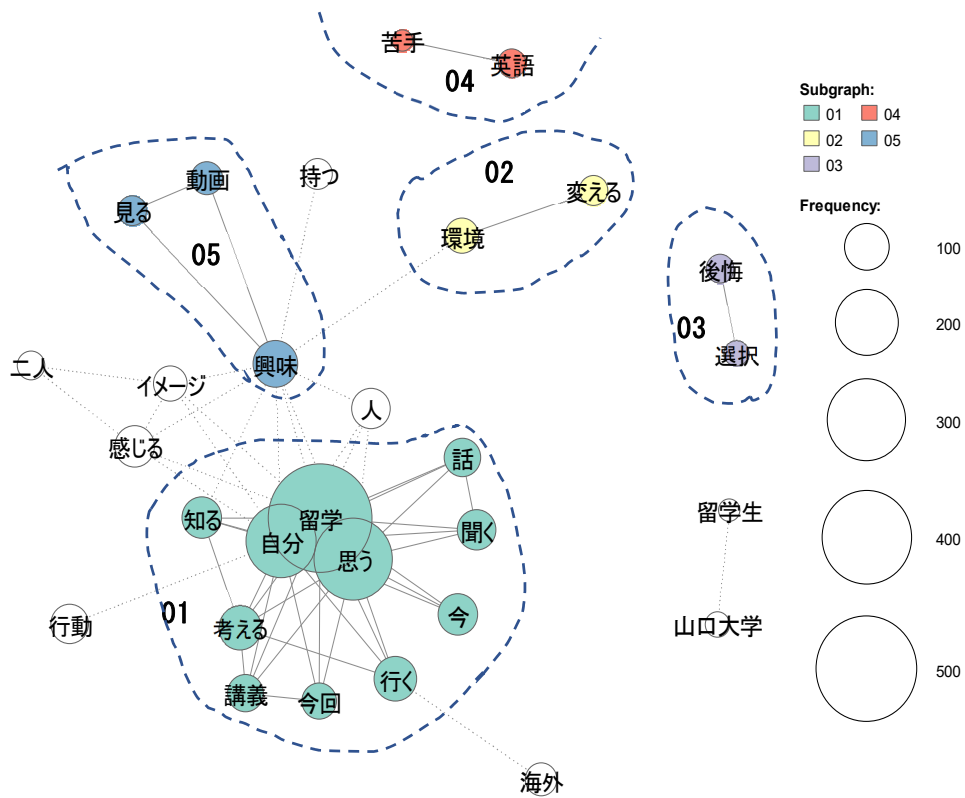 苦手
英語
04
Subgraph:
01 04
02 05
03
Frequency:
100
200
300
400
500
動画
見る
05
持つ
02
変える
環境
後悔
03
選択
興味
二人
イメージ
人
感じる
話
知る
留学
自分
思う
聞く
留学生
行動
01
考える
今
山口大学
講義
今回
行く
海外